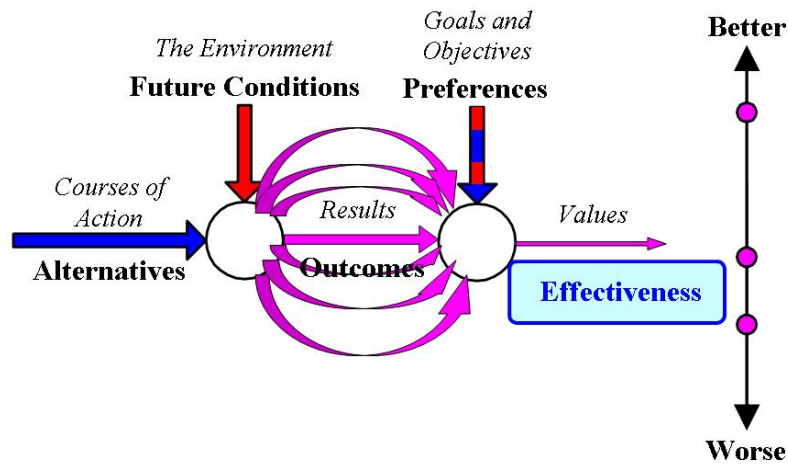 The Environment
Future Conditions
Goals and
Objectives
Preferences
Better
Courses of
Action
Alternatives
Results
Outcomes
Values
Effectiveness
Worse